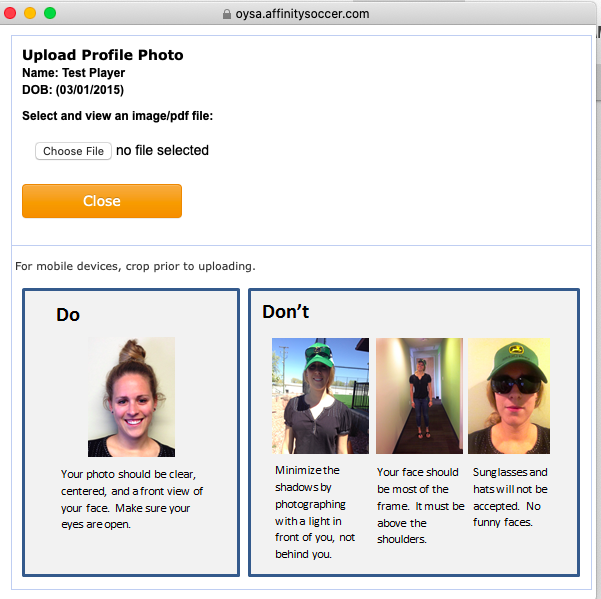 oysa.affinitysoccer.com
Upload Profile Photo
Name: Test Player
DOB: (03/01/2015)
Select and view an image/pdf file:
Choose File no file selected
Close
For mobile devices, crop prior to uploading.
Do
Your photo should be clear,
centered, and a front view of
your face. Make sure your
eyes are open.
Don't
Minimize the
shadows by
photographing
with a light in
front of you, not
behind you.
Your face should
be most of the
frame. It must be
above the
shoulders.
Sunglasses and
hats will not be
accepted. No
funny faces.